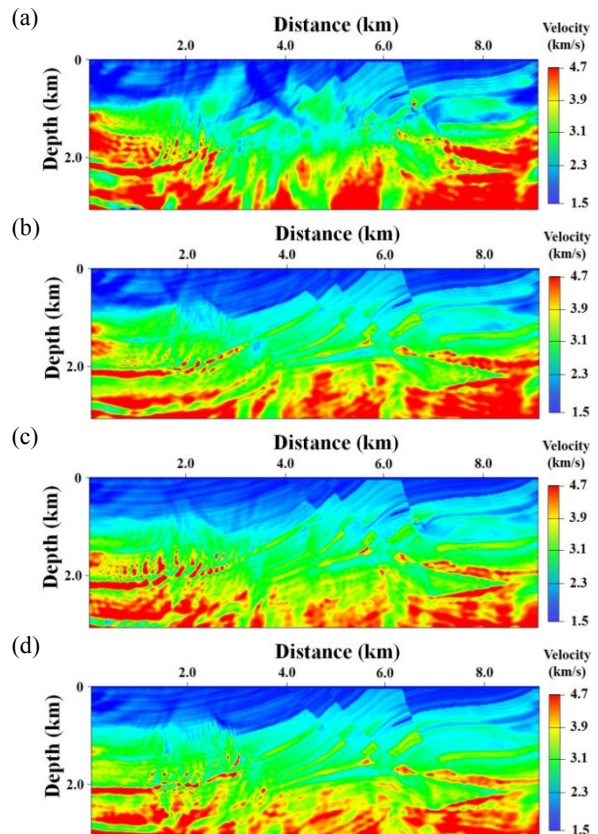 (a)
Distance (km)
Velocity
(km/s)
2.0 4.0 6.0 8.0
0
2.0
Depth (km)
4.7
3.9
3.1
2.3
1.5
(b)
Distance (km)
Velocity
(km/s)
2.0 4.0 6.0 8.0
0
2.0
Depth (km)
4.7
3.9
3.1
2.3
1.5
(c)
Distance (km)
Velocity
(km/s)
2.0 4.0 6.0 8.0
0
2.0
Depth (km)
4.7
3.9
3.1
2.3
1.5
(d)
Distance (km)
Velocity
(km/s)
2.0 4.0 6.0 8.0
0
2.0
Depth (km)
4.7
3.9
3.1
2.3
1.5